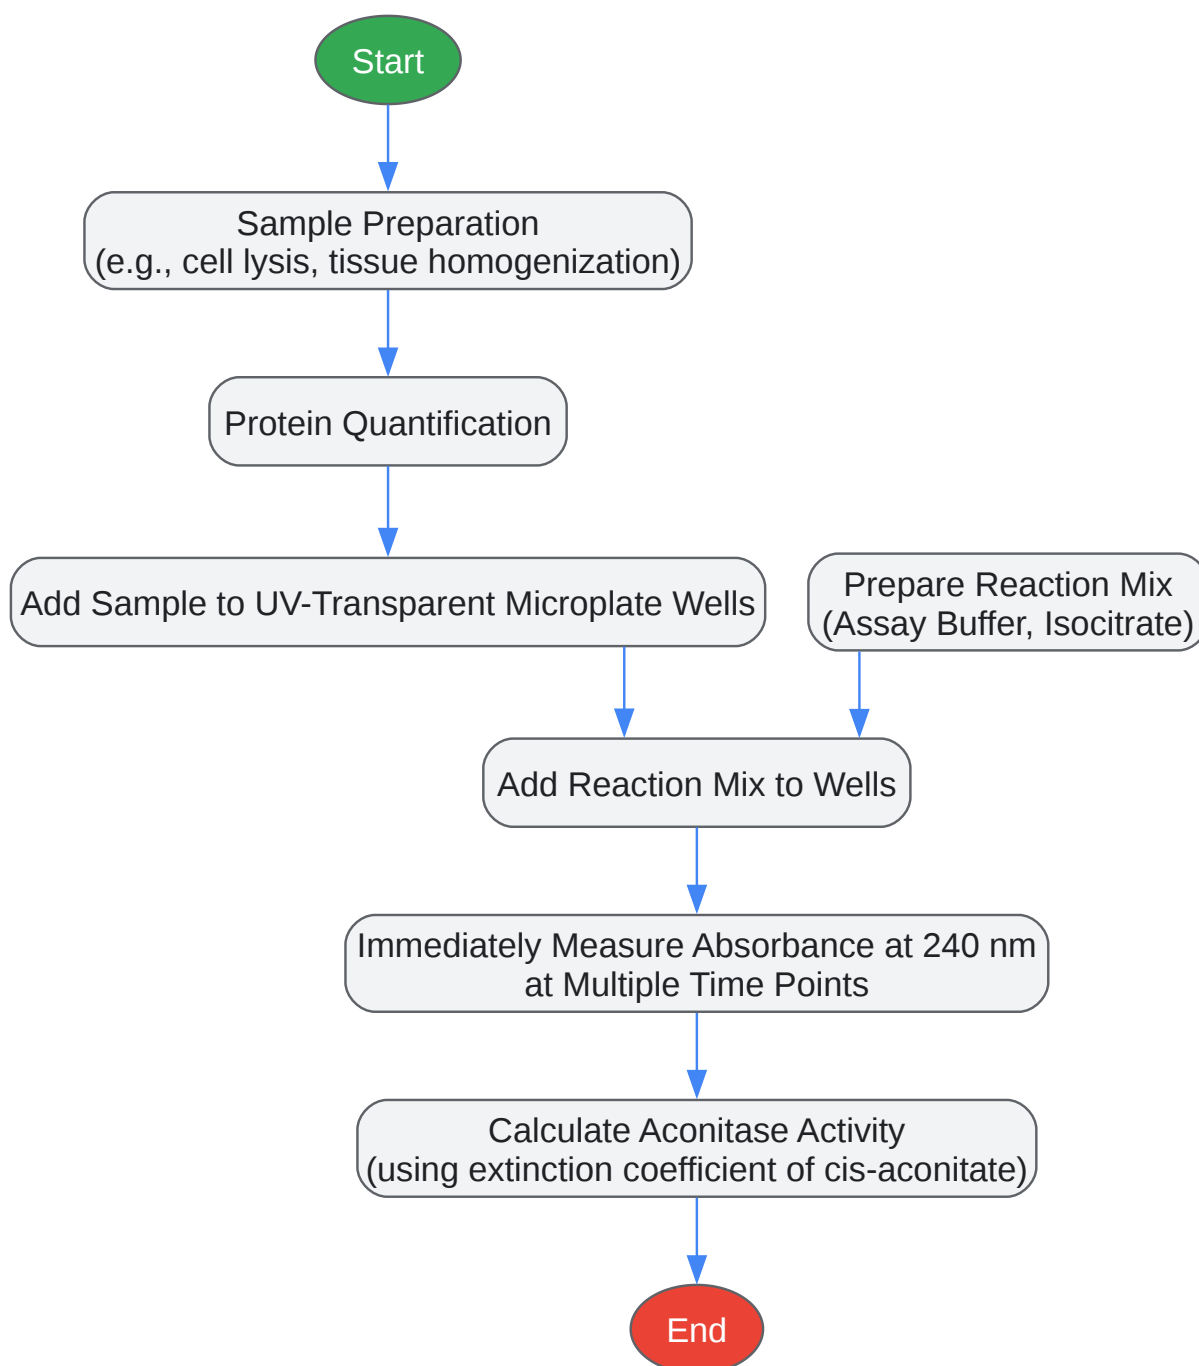 Start
Sample Preparation
(e.g., cell lysis, tissue homogenization)
Protein Quantification
Add Sample to UV-Transparent Microplate Wells
Prepare Reaction Mix
(Assay Buffer, Isocitrate)
Add Reaction Mix to Wells
Immediately Measure Absorbance at 240 nm
at Multiple Time Points
Calculate Aconitase Activity
(using extinction coefficient of cis-aconitate)
End